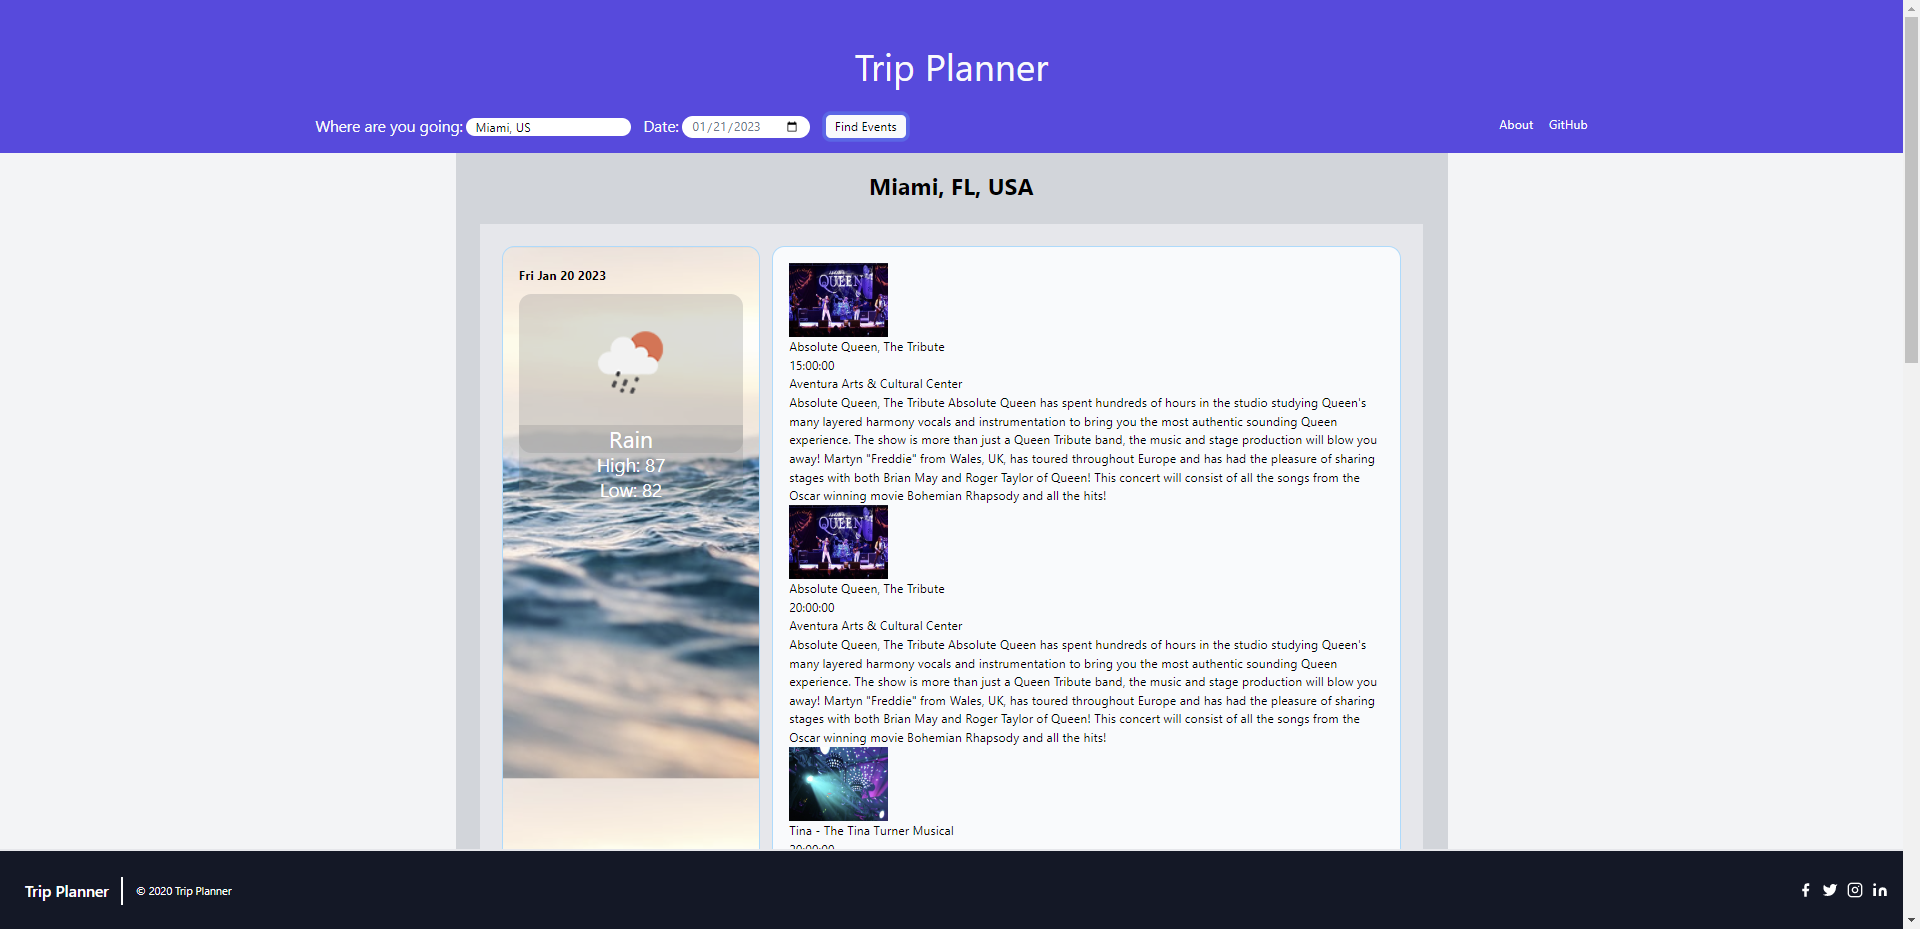 Trip Planner
Where are you going: Miami, US Date: 01/21/2023 Find Events About GitHub
Miami, FL, USA
Fri Jan 20 2023
Rain
High: 87
Low: 82
QUEEN
Absolute Queen, The Tribute
15:00:00
Aventura Arts & Cultural Center
Absolute Queen, The Tribute Absolute Queen has spent hundreds of hours in the studio studying Queen's
many layered harmony vocals and instrumentation to bring you the most authentic sounding Queen
experience. The show is more than just a Queen Tribute band, the music and stage production will blow you
away! Martyn "Freddie" from Wales, UK, has toured throughout Europe and has had the pleasure of sharing
stages with both Brian May and Roger Taylor of Queen! This concert will consist of all the songs from the
Oscar winning movie Bohemian Rhapsody and all the hits!
QUEEN
Absolute Queen, The Tribute
20:00:00
Aventura Arts & Cultural Center
Absolute Queen, The Tribute Absolute Queen has spent hundreds of hours in the studio studying Queen's
many layered harmony vocals and instrumentation to bring you the most authentic sounding Queen
experience. The show is more than just a Queen Tribute band, the music and stage production will blow you
away! Martyn "Freddie" from Wales, UK, has toured throughout Europe and has had the pleasure of sharing
stages with both Brian May and Roger Taylor of Queen! This concert will consist of all the songs from the
Oscar winning movie Bohemian Rhapsody and all the hits!
Tina - The Tina Turner Musical
20:00:00
Trip Planner © 2020 Trip Planner